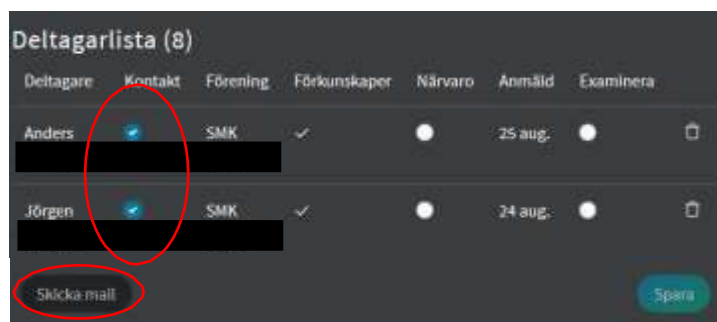 Deltagarlista (8)
Deltagare Kontakt Förening Förkunskaper Närvaro Anmäld Examinera
Anders SMK 25 aug.
Jörgen SMK 24 aug.
Skicka mail Spara